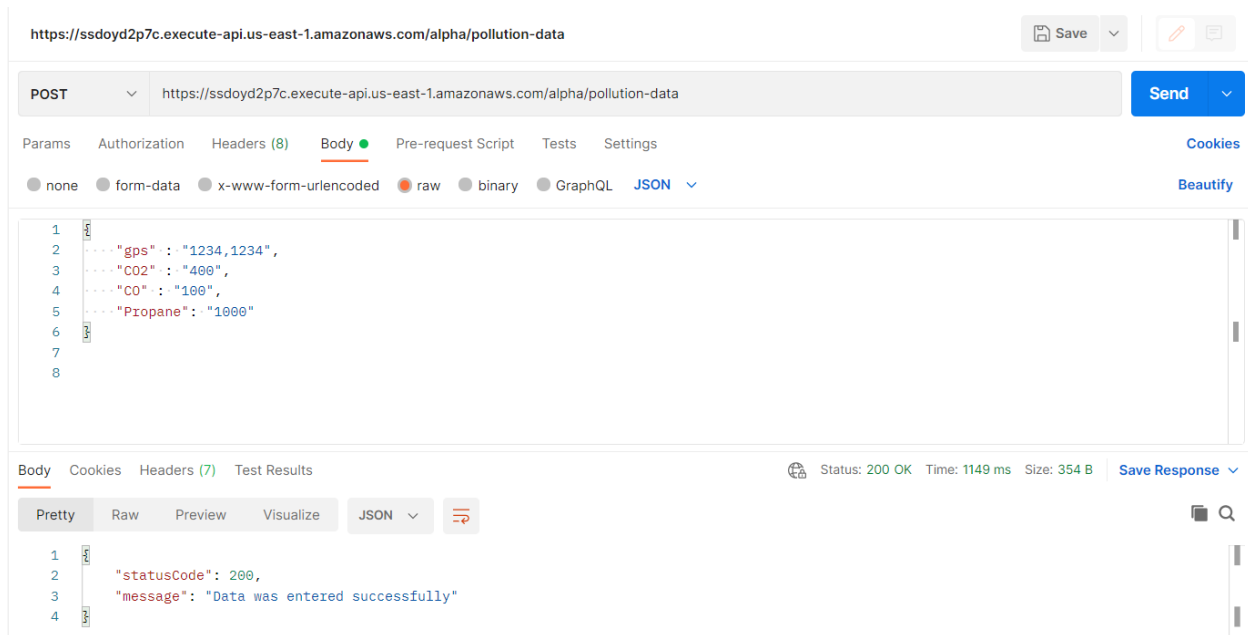 https://ssdoyd2p7c.execute-api.us-east-1.amazonaws.com/alpha/pollution-data Save
POST https://ssdoyd2p7c.execute-api.us-east-1.amazonaws.com/alpha/pollution-data Send
Params Authorization Headers (8) Body Pre-request Script Tests Settings Cookies
none form-data x-www-form-urlencoded raw binary GraphQL JSON Beautify
1 {
2 ····"gps"·:·"1234,1234",
3 ····"CO2"·:·"400",
4 ····"CO"·:·"100",
5 ····"Propane":·"1000"
6 }
7
8
Body Cookies Headers (7) Test Results Status: 200 OK Time: 1149 ms Size: 354 B Save Response
Pretty Raw Preview Visualize JSON
1 {
2 "statusCode": 200,
3 "message": "Data was entered successfully"
4 }